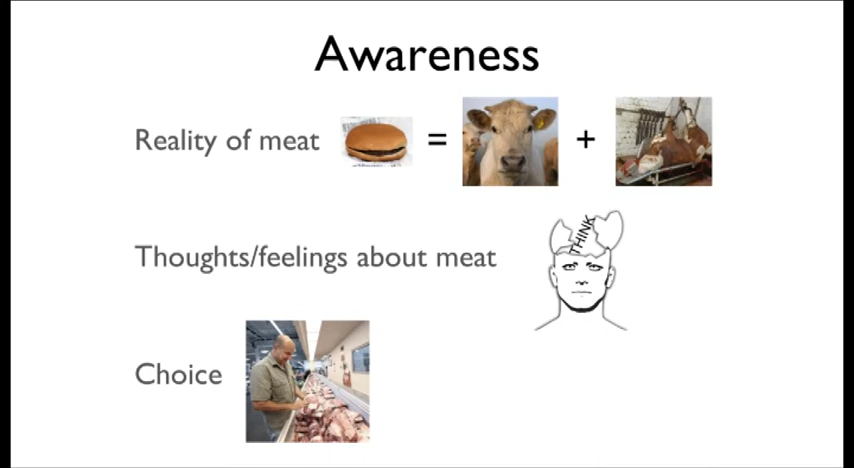 Awareness
Reality of meat = +
Thoughts/feelings about meat
THINK
Choice